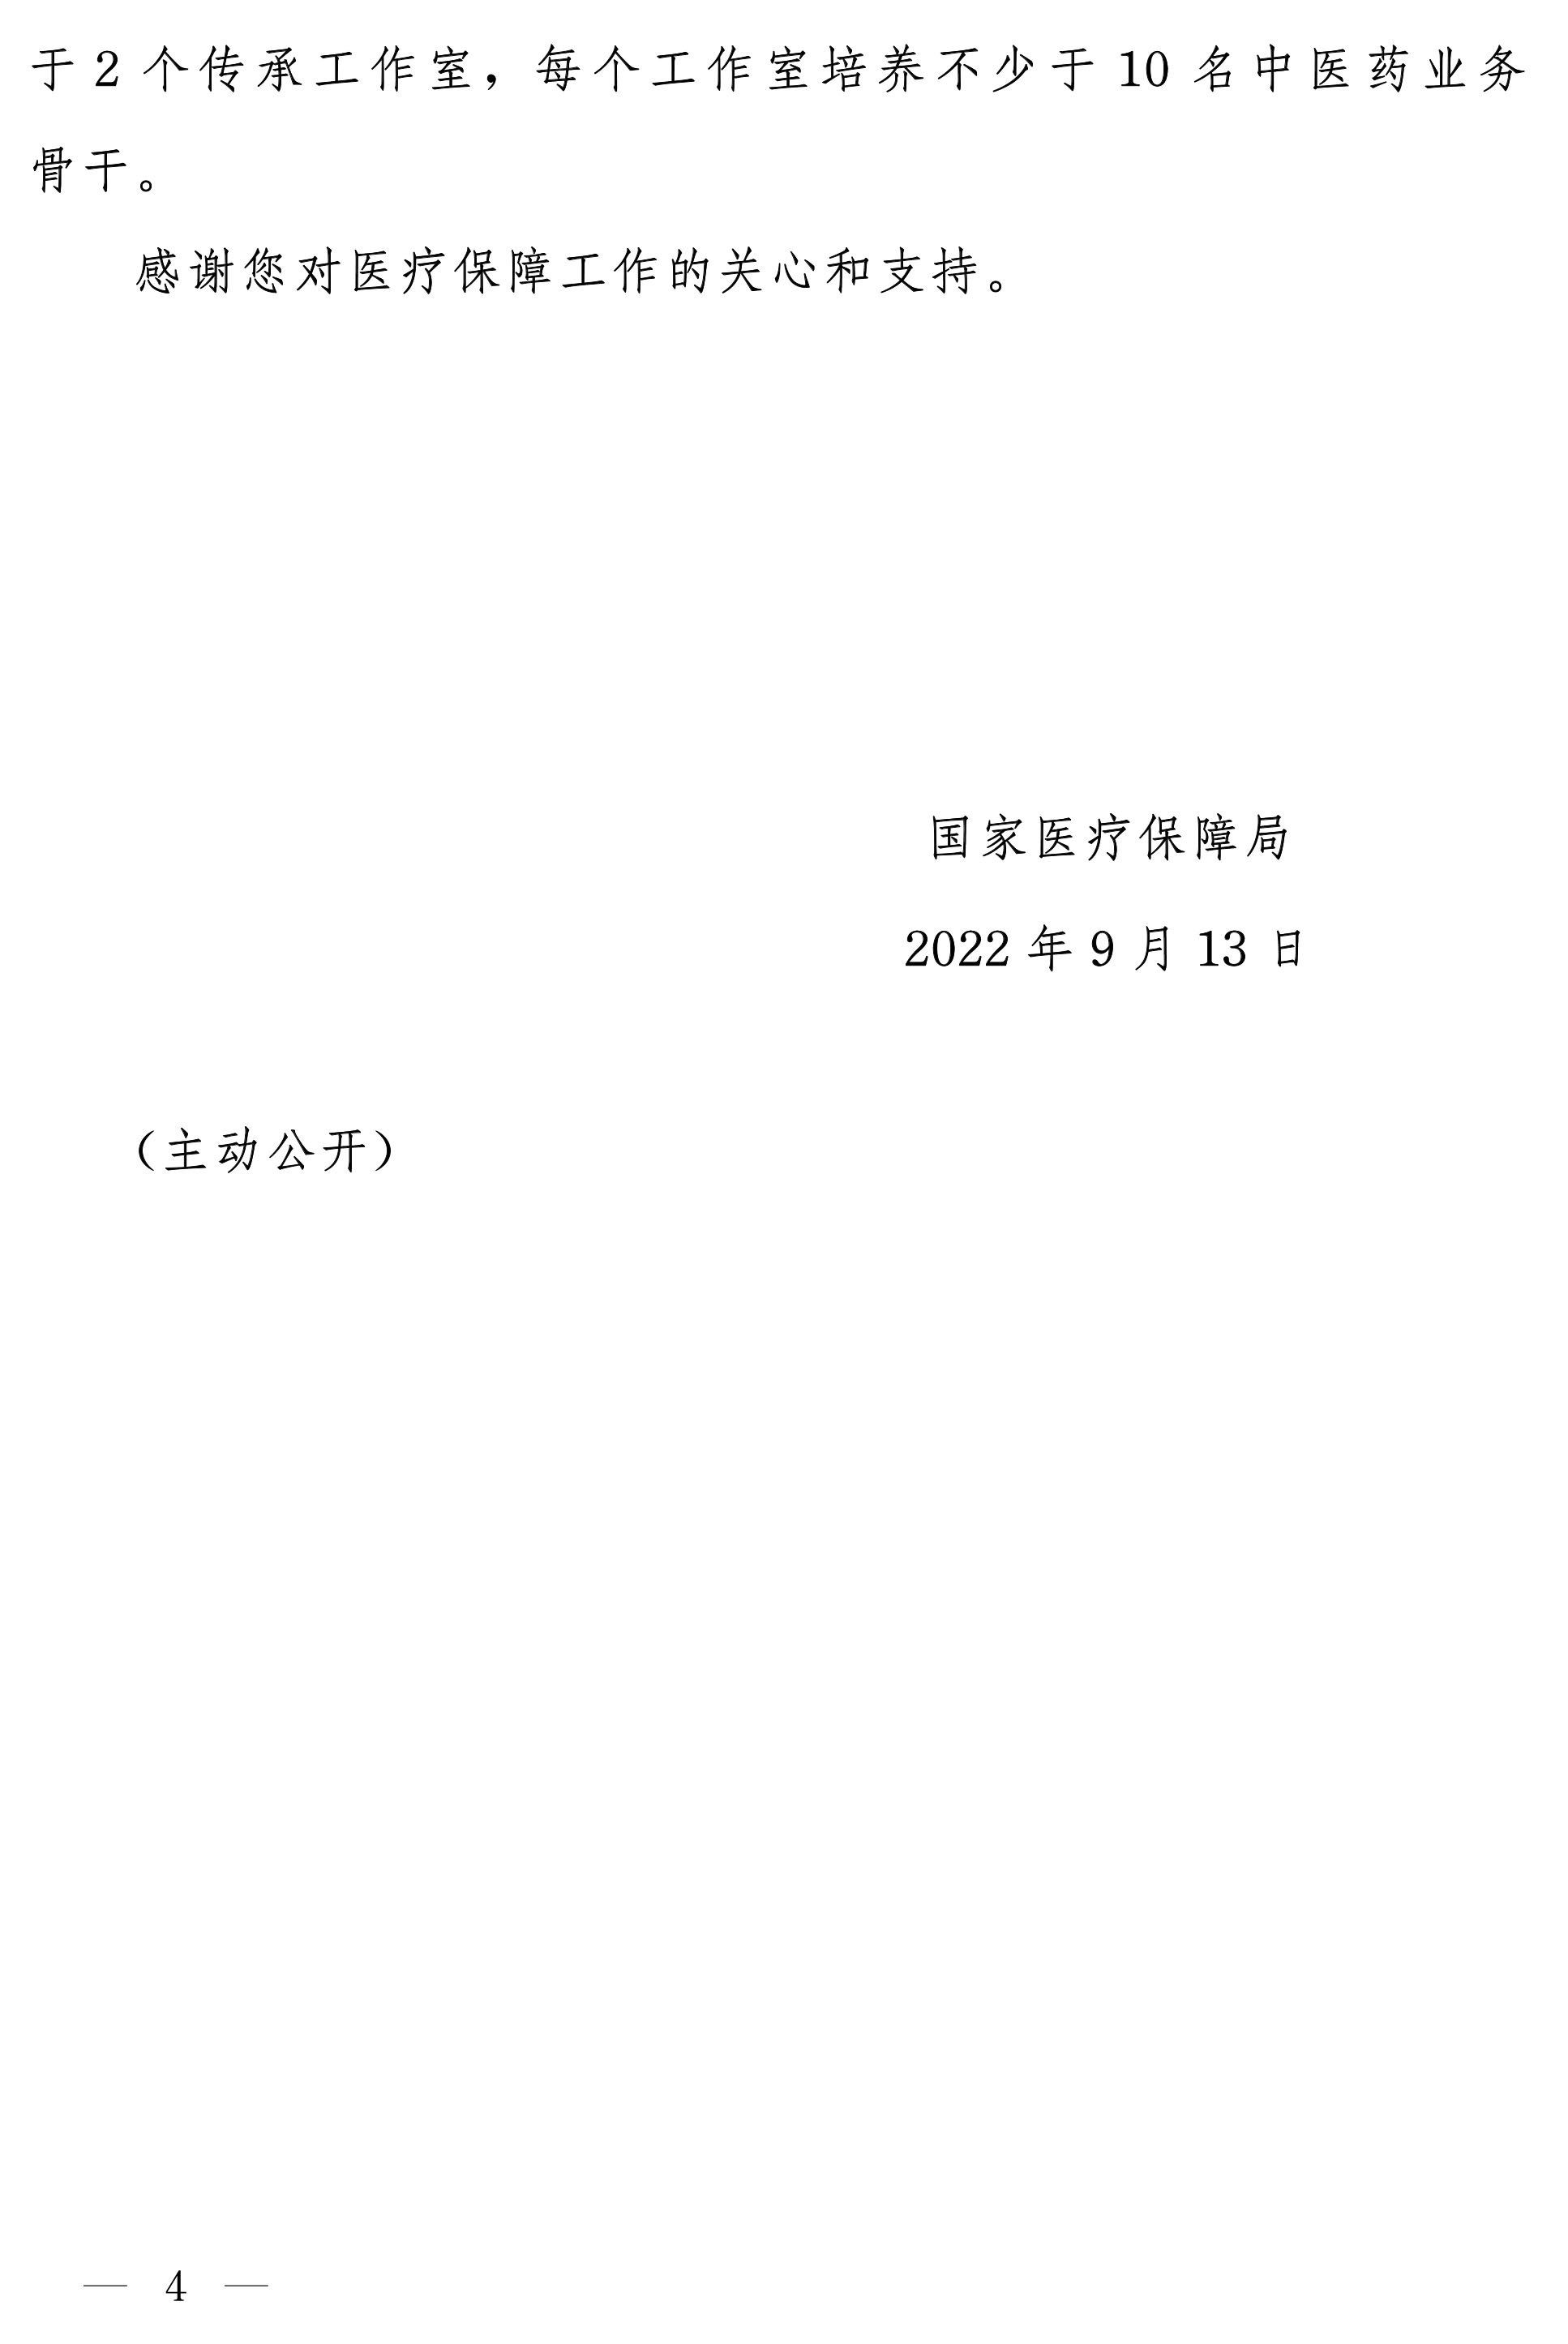 于 2 个传承工作室，每个工作室培养不少于 10 名中医药业务
骨干。
感谢您对医疗保障工作的关心和支持。
国家医疗保障局
2022 年 9 月 13 日
（主动公开）
— 4 —